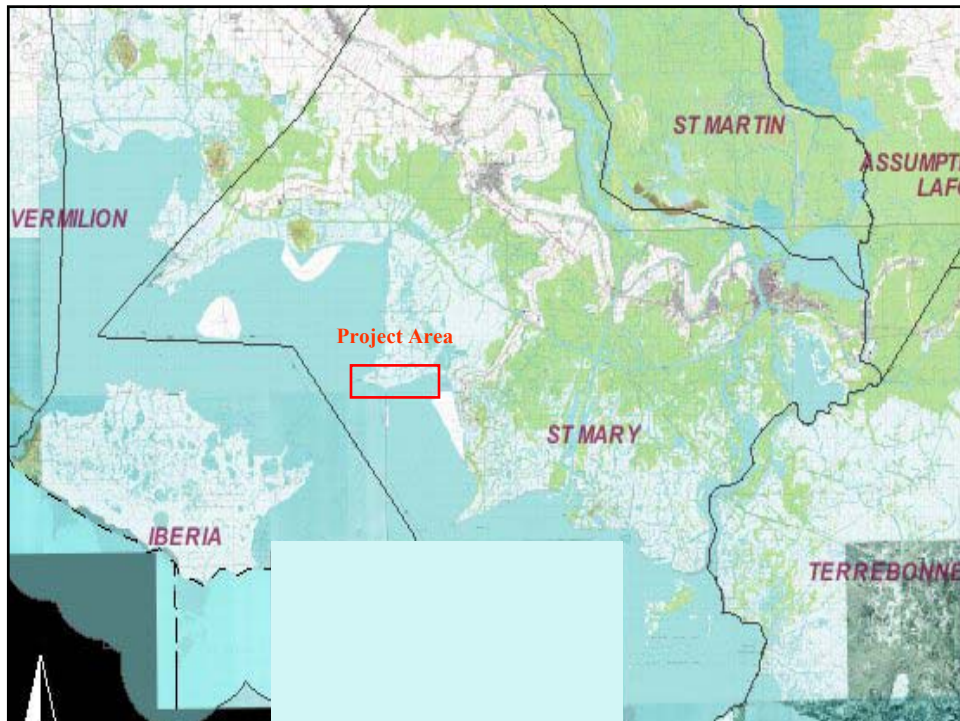 ST MARTIN
ASSUMPT
LAFO
VERMILION
Project Area
ST MARY
IBERIA
TERREBONNE